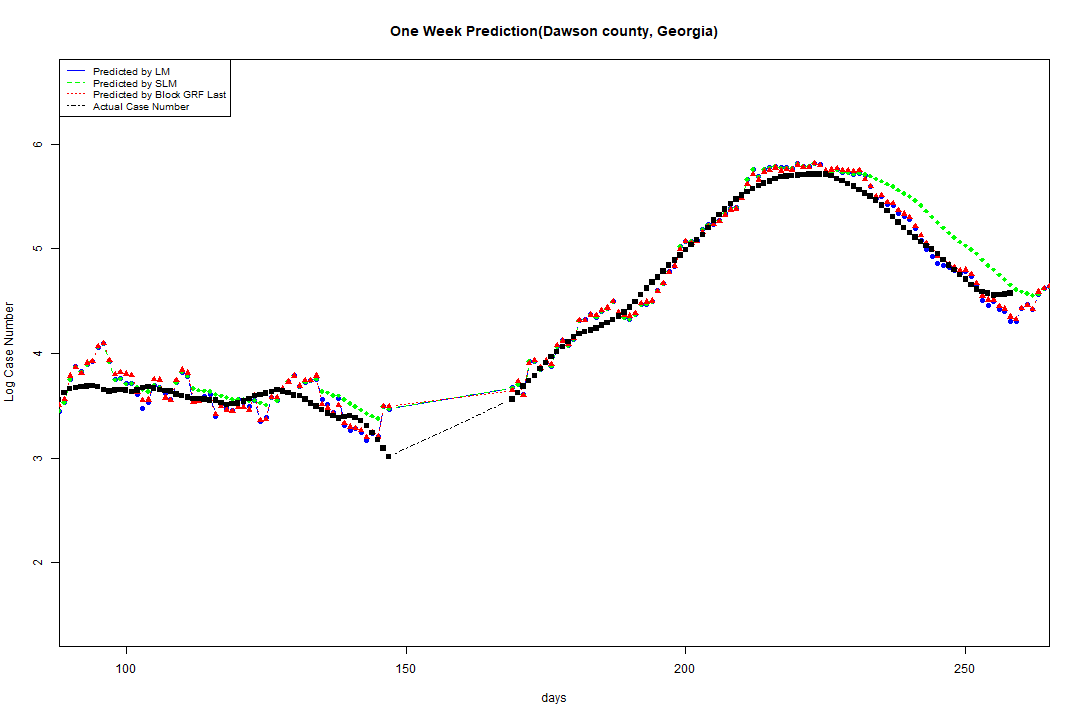 One Week Prediction(Dawson county, Georgia)
Predicted by LM
Predicted by SLM
Predicted by Block GRF Last
Actual Case Number
6
5
4
3
2
Log Case Number
100 150 200 250
days